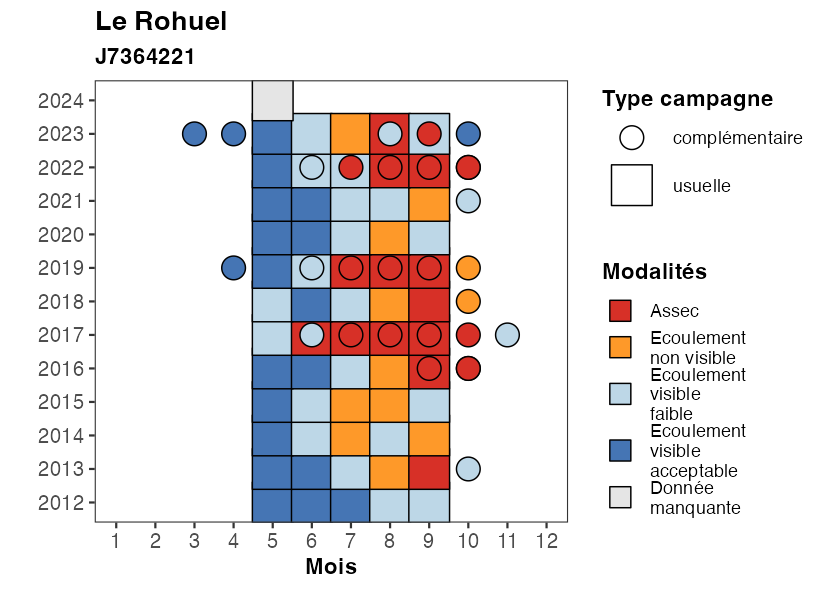 Le Rohuel
J7364221
2024
2023
2022
2021
2020
2019
2018
2017
2016
2015
2014
2013
2012
1 2 3 4 5 6 7 8 9 10 11 12
Mois
Type campagne
complémentaire
usuelle
Modalités
Assec
Ecoulement
non visible
Ecoulement
visible
faible
Ecoulement
visible
acceptable
Donnée
manquante